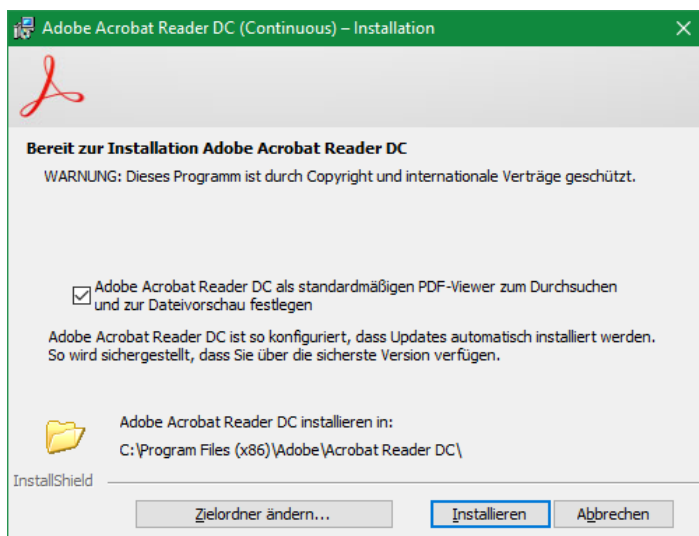 Adobe Acrobat Reader DC (Continuous) – Installation
Bereit zur Installation Adobe Acrobat Reader DC
WARNUNG: Dieses Programm ist durch Copyright und internationale Verträge geschützt.
Adobe Acrobat Reader DC als standardmäßigen PDF-Viewer zum Durchsuchen
und zur Dateivorschau festlegen
Adobe Acrobat Reader DC ist so konfiguriert, dass Updates automatisch installiert werden.
So wird sichergestellt, dass Sie über die sicherste Version verfügen.
Adobe Acrobat Reader DC installieren in:
C:\Program Files (x86)\Adobe\Acrobat Reader DC\
InstallShield
Zielordner ändern... Installieren Abbrechen